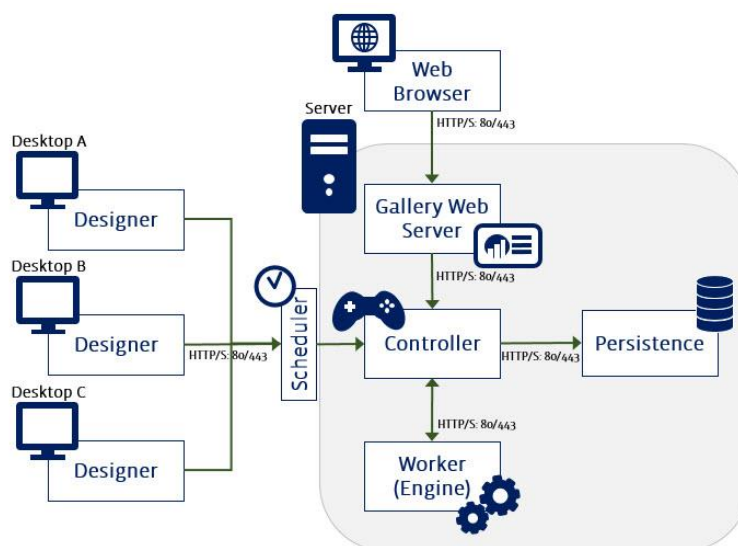 Web
Browser
Server
HTTP/S: 80/443
Desktop A
Designer
Gallery Web
Server
Desktop B
HTTP/S: 80/443
Designer
HTTP/S: 80/443
Scheduler
Controller
HTTP/S: 80/443
Persistence
Desktop C
HTTP/S: 80/443
Designer
Worker
(Engine)